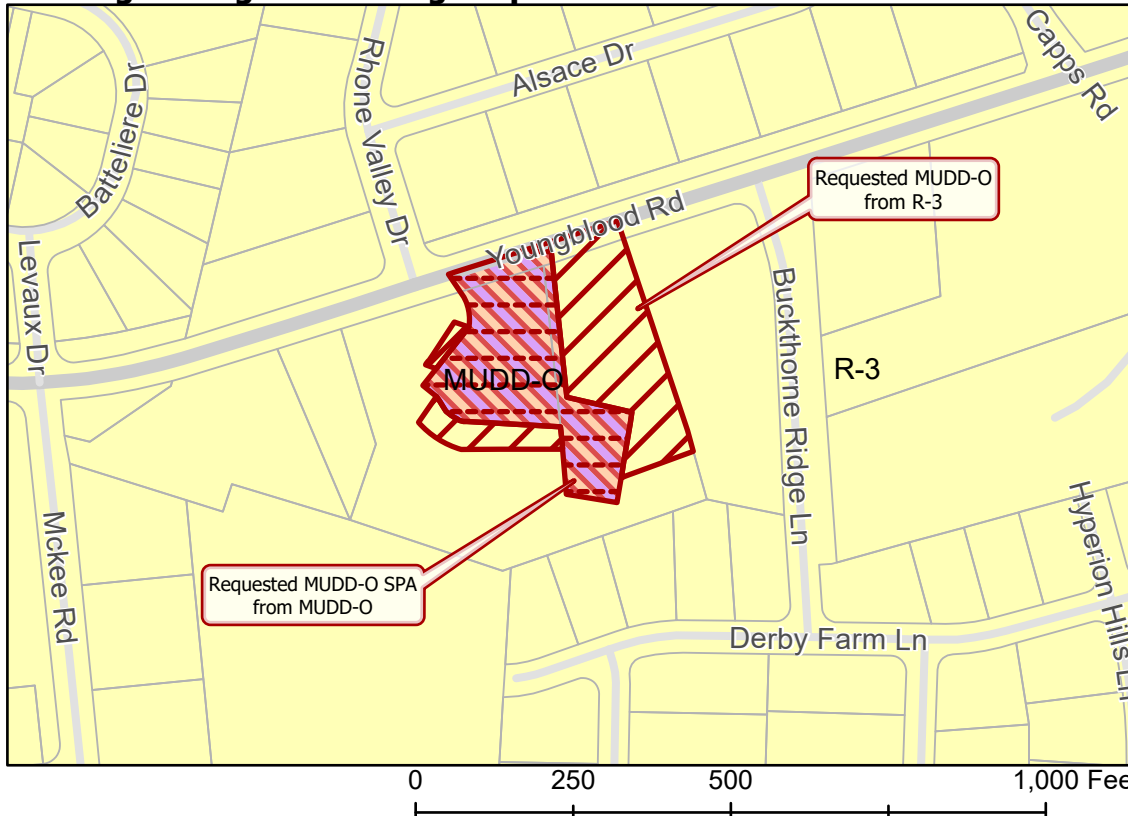 Alsace Dr
Capps Rd
Rhone Valley Dr
Batteliere Dr
Requested MUDD-O
from R-3
Youngblood Rd
Levaux Dr
Buckthorne Ridge Ln
R-3
MUDD-O
Mckee Rd
Hyperion Hills Ln
Requested MUDD-O SPA
from MUDD-O
Derby Farm Ln
0 250 500 1,000 Fee